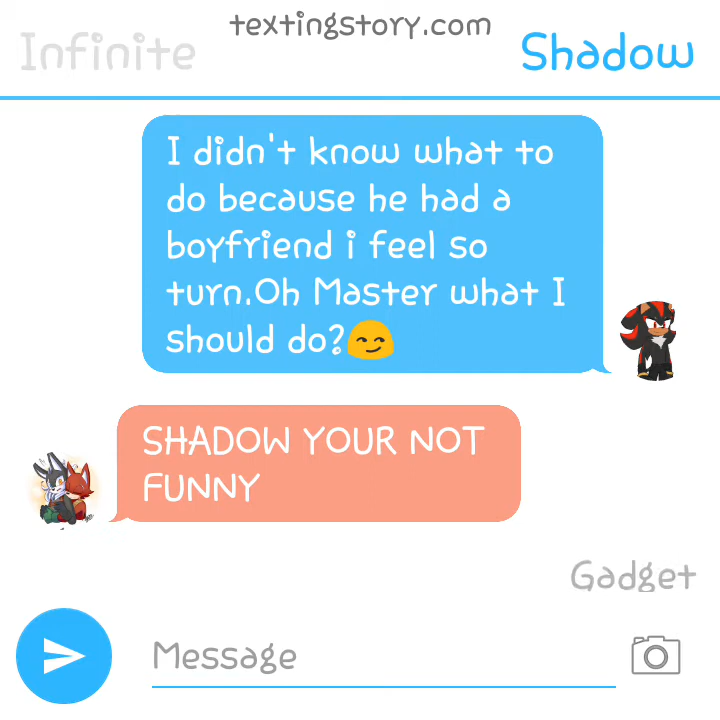 textingstory.com
Infinite
Shadow
I didn't know what to
do because he had a
boyfriend i feel so
turn.Oh Master what I
should do?😏
SHADOW YOUR NOT
FUNNY
Gadget
Message